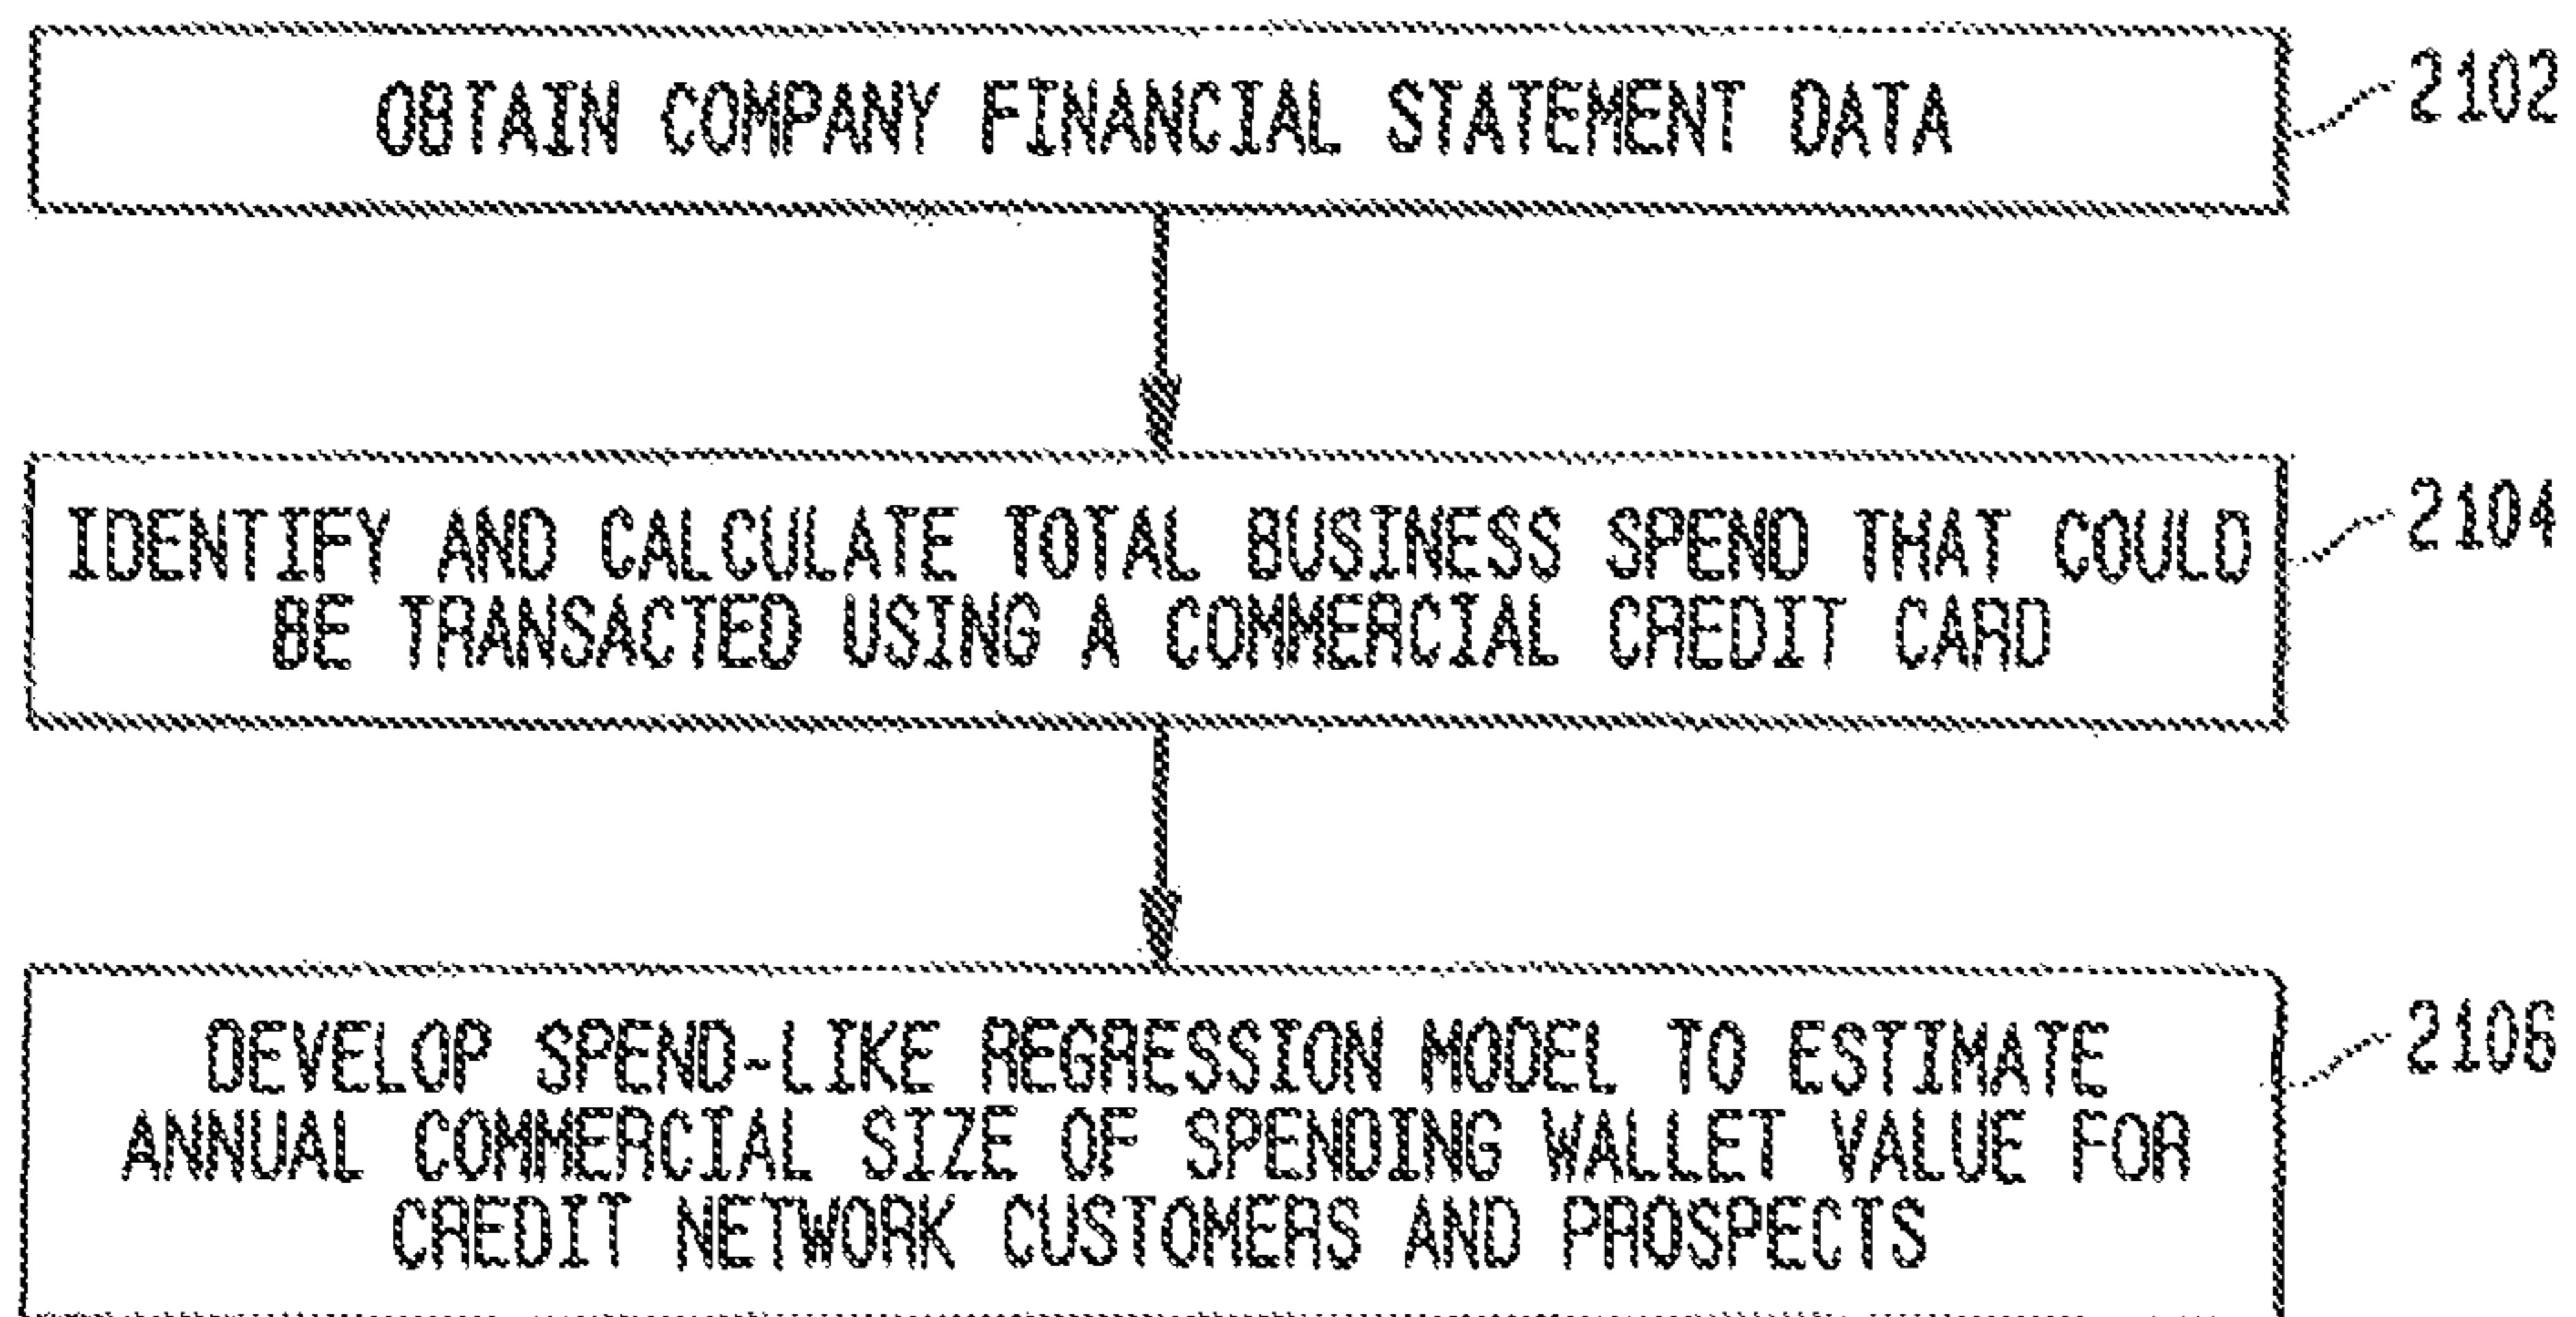 OBTAIN COMPANY FINANCIAL STATEMENT DATA
2102
IDENTIFY AND CALCULATE TOTAL BUSINESS SPEND THAT COULD
BE TRANSACTED USING A COMMERCIAL CREDIT CARD
2104
DEVELOP SPEND-LIKE REGRESSION MODEL TO ESTIMATE
ANNUAL COMMERCIAL SIZE OF SPENDING WALLET VALUE FOR
CREDIT NETWORK CUSTOMERS AND PROSPECTS
2106